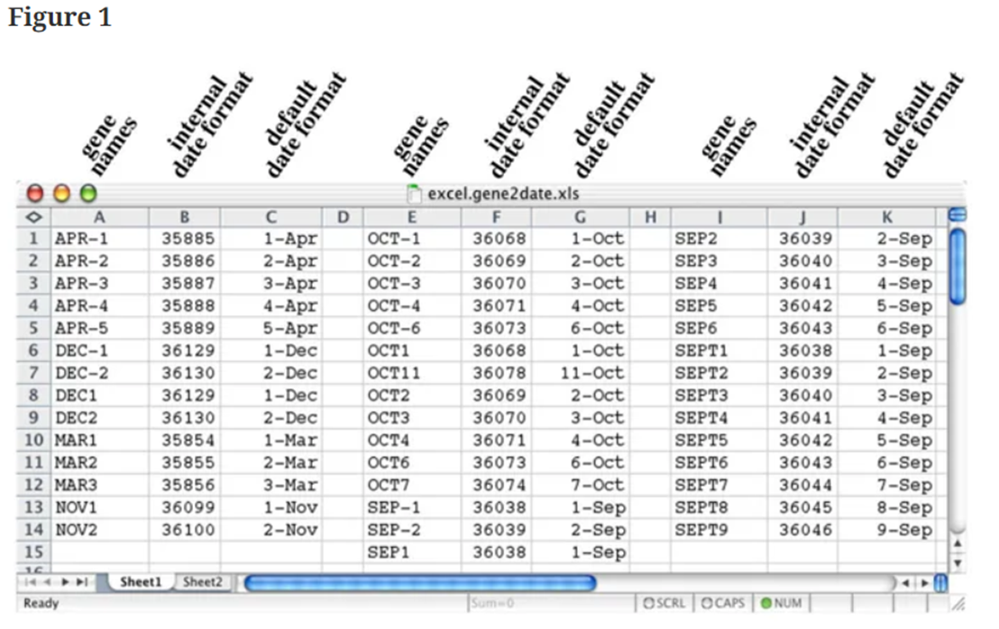 Figure 1
gene names internal date format default date format gene names internal date format default date format gene names internal date format default date format
excel.gene2date.xls
A B C D E F G H I J K
1 APR-1 35885 1-Apr OCT-1 36068 1-Oct SEP2 36039 2-Sep
2 APR-2 35886 2-Apr OCT-2 36069 2-Oct SEP3 36040 3-Sep
3 APR-3 35887 3-Apr OCT-3 36070 3-Oct SEP4 36041 4-Sep
4 APR-4 35888 4-Apr OCT-4 36071 4-Oct SEP5 36042 5-Sep
5 APR-5 35889 5-Apr OCT-6 36073 6-Oct SEP6 36043 6-Sep
6 DEC-1 36129 1-Dec OCT1 36068 1-Oct SEPT1 36038 1-Sep
7 DEC-2 36130 2-Dec OCT11 36078 11-Oct SEPT2 36039 2-Sep
8 DEC1 36129 1-Dec OCT2 36069 2-Oct SEPT3 36040 3-Sep
9 DEC2 36130 2-Dec OCT3 36070 3-Oct SEPT4 36041 4-Sep
10 MAR1 35854 1-Mar OCT4 36071 4-Oct SEPT5 36042 5-Sep
11 MAR2 35855 2-Mar OCT6 36073 6-Oct SEPT6 36043 6-Sep
12 MAR3 35856 3-Mar OCT7 36074 7-Oct SEPT7 36044 7-Sep
13 NOV1 36099 1-Nov SEP-1 36038 1-Sep SEPT8 36045 8-Sep
14 NOV2 36100 2-Nov SEP-2 36039 2-Sep SEPT9 36046 9-Sep
15 SEP1 36038 1-Sep
16
Sheet1 Sheet2
Ready Sum=0 SCRL CAPS NUM